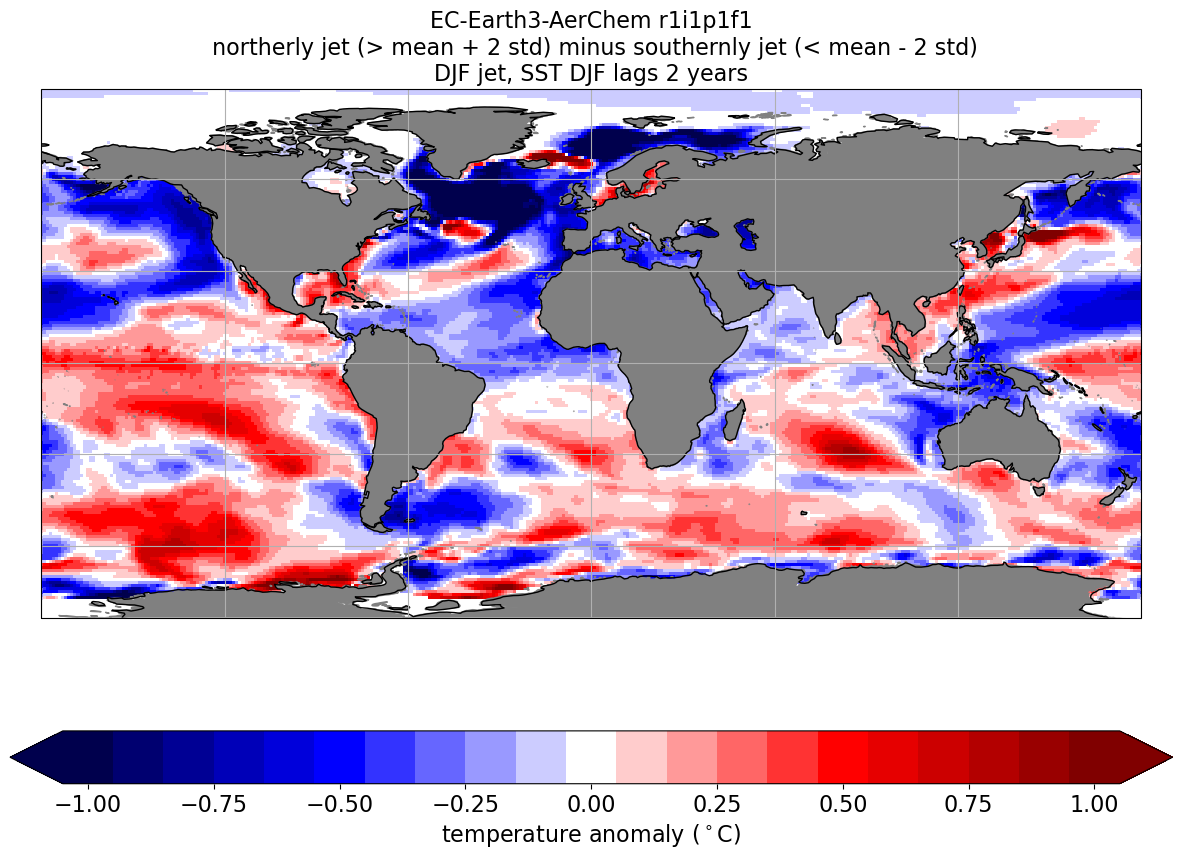 EC-Earth3-AerChem r1i1p1f1
northerly jet (> mean + 2 std) minus southernly jet (< mean - 2 std)
DJF jet, SST DJF lags 2 years
−1.00 −0.75 −0.50 −0.25 0.00 0.25 0.50 0.75 1.00
temperature anomaly (°C)